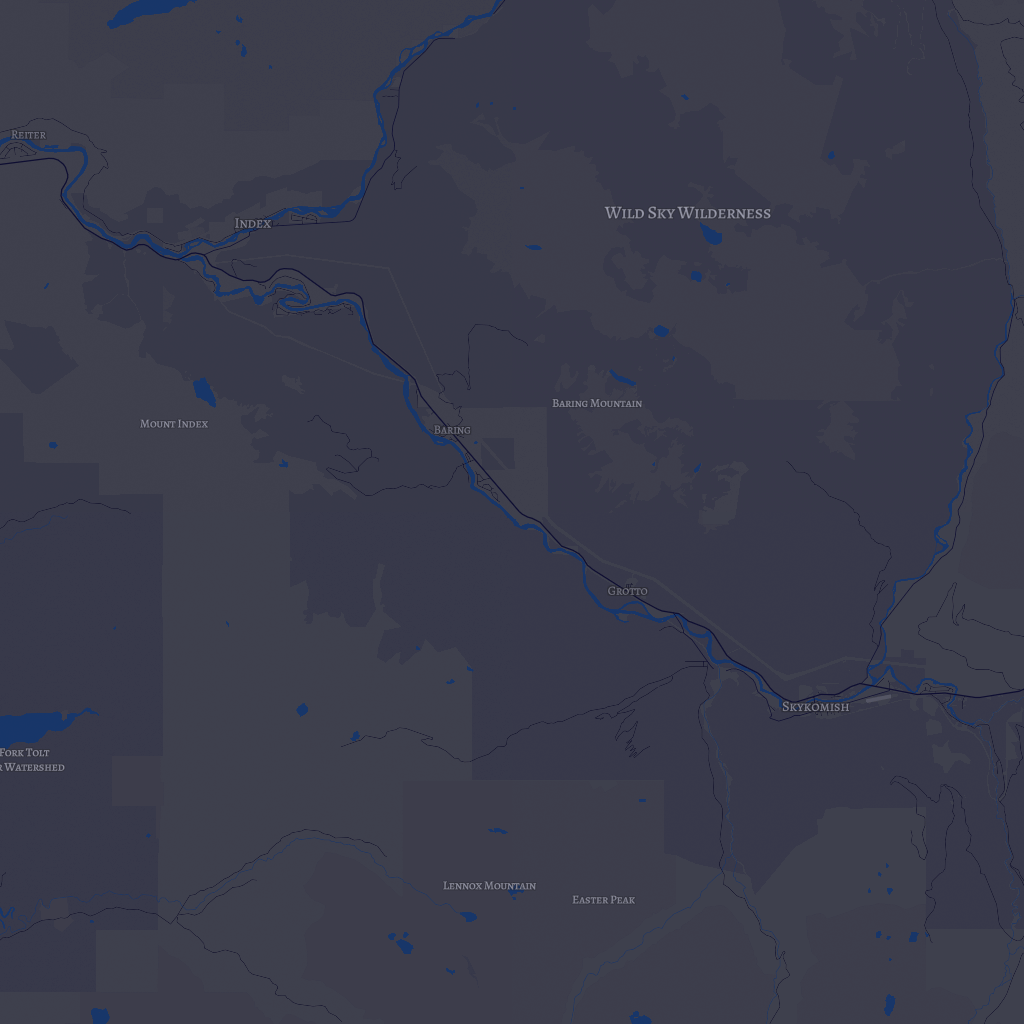 Reiter
Wild Sky Wilderness
Index
Baring Mountain
Mount Index
Baring
Grotto
Skykomish
Fork Tolt
Watershed
Lennox Mountain
Easter Peak